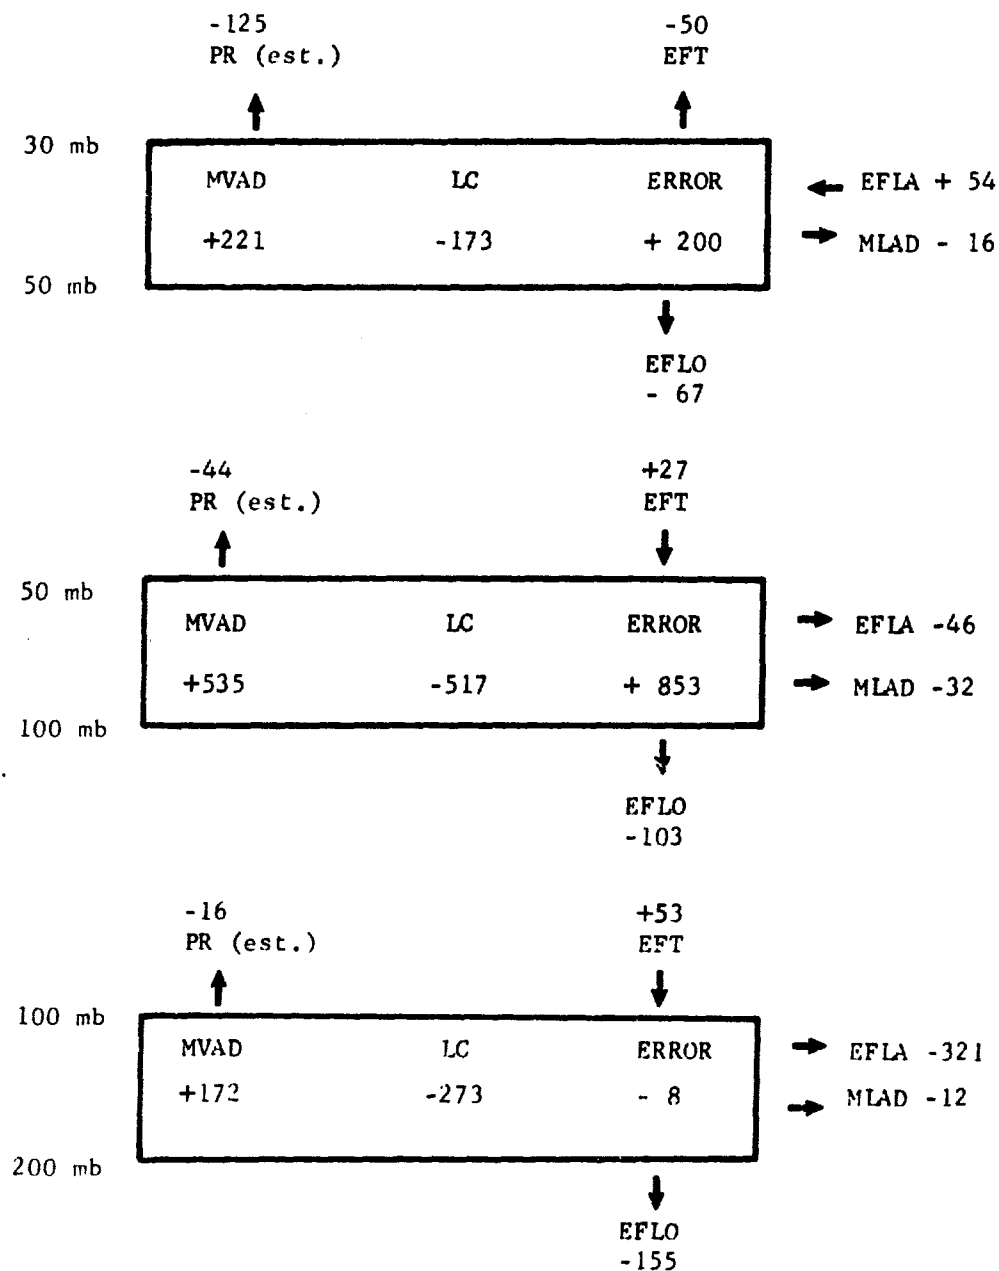 -125
PR (est.)
-50
EFT
30 mb
MVAD LC ERROR
EFLA + 54
+221 -173 + 200
MLAD - 16
50 mb
EFLO
- 67
-44
PR (est.)
+27
EFT
50 mb
MVAD LC ERROR
EFLA -46
+535 -517 + 853
MLAD -32
100 mb
EFLO
-103
-16
PR (est.)
+53
EFT
100 mb
MVAD LC ERROR
EFLA -321
+172 -273 - 8
MLAD -12
200 mb
EFLO
-155